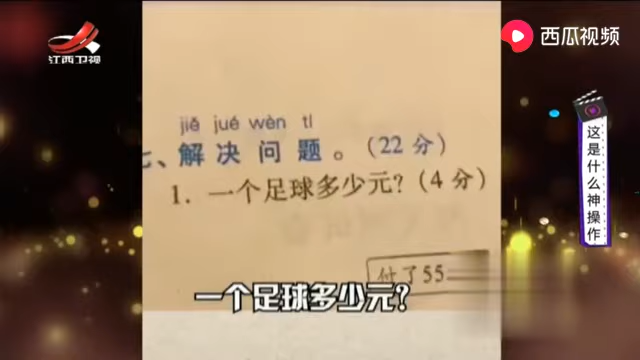 江西卫视
西瓜视频
这是什么神操作
jiě jué wèn tí
七、解决问题。(22分)
1. 一个足球多少元?(4分)
付了55
一个足球多少元?